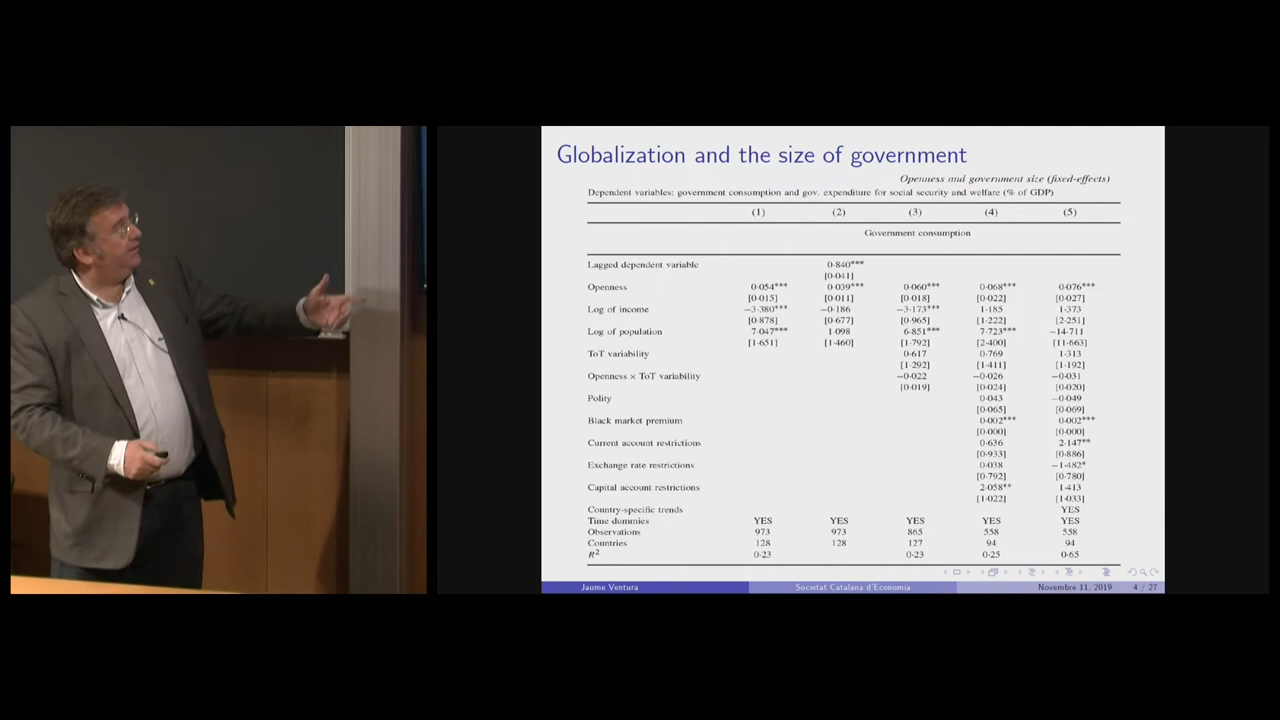 Globalization and the size of government
Openness and government size (fixed-effects)
Dependent variables: government consumption and gov. expenditure for social security and welfare (% of GDP)
(1) (2) (3) (4) (5)
Government consumption
Lagged dependent variable 0·840***
[0·041]
Openness 0·054*** 0·039*** 0·060*** 0·068*** 0·076***
[0·015] [0·011] [0·018] [0·022] [0·027]
Log of income −3·380*** −0·186 −3·173*** 1·185 1·373
[0·878] [0·677] [0·965] [1·222] [2·251]
Log of population 7·047*** 1·098 6·851*** 7·723*** −14·711
[1·651] [1·460] [1·792] [2·400] [11·663]
ToT variability 0·617 0·769 1·313
[1·292] [1·411] [1·192]
Openness × ToT variability −0·022 −0·026 −0·031
[0·019] [0·024] [0·020]
Polity 0·043 −0·049
[0·065] [0·069]
Black market premium 0·002*** 0·002***
[0·000] [0·000]
Current account restrictions 0·636 2·147**
[0·933] [0·886]
Exchange rate restrictions 0·038 −1·482*
[0·792] [0·780]
Capital account restrictions 2·058** 1·413
[1·022] [1·033]
Country-specific trends YES
Time dummies YES YES YES YES YES
Observations 973 973 865 558 558
Countries 128 128 127 94 94
R² 0·23 0·23 0·25 0·65
Jaume Ventura Societat Catalana d'Economia Novembre 11, 2019 4 / 27